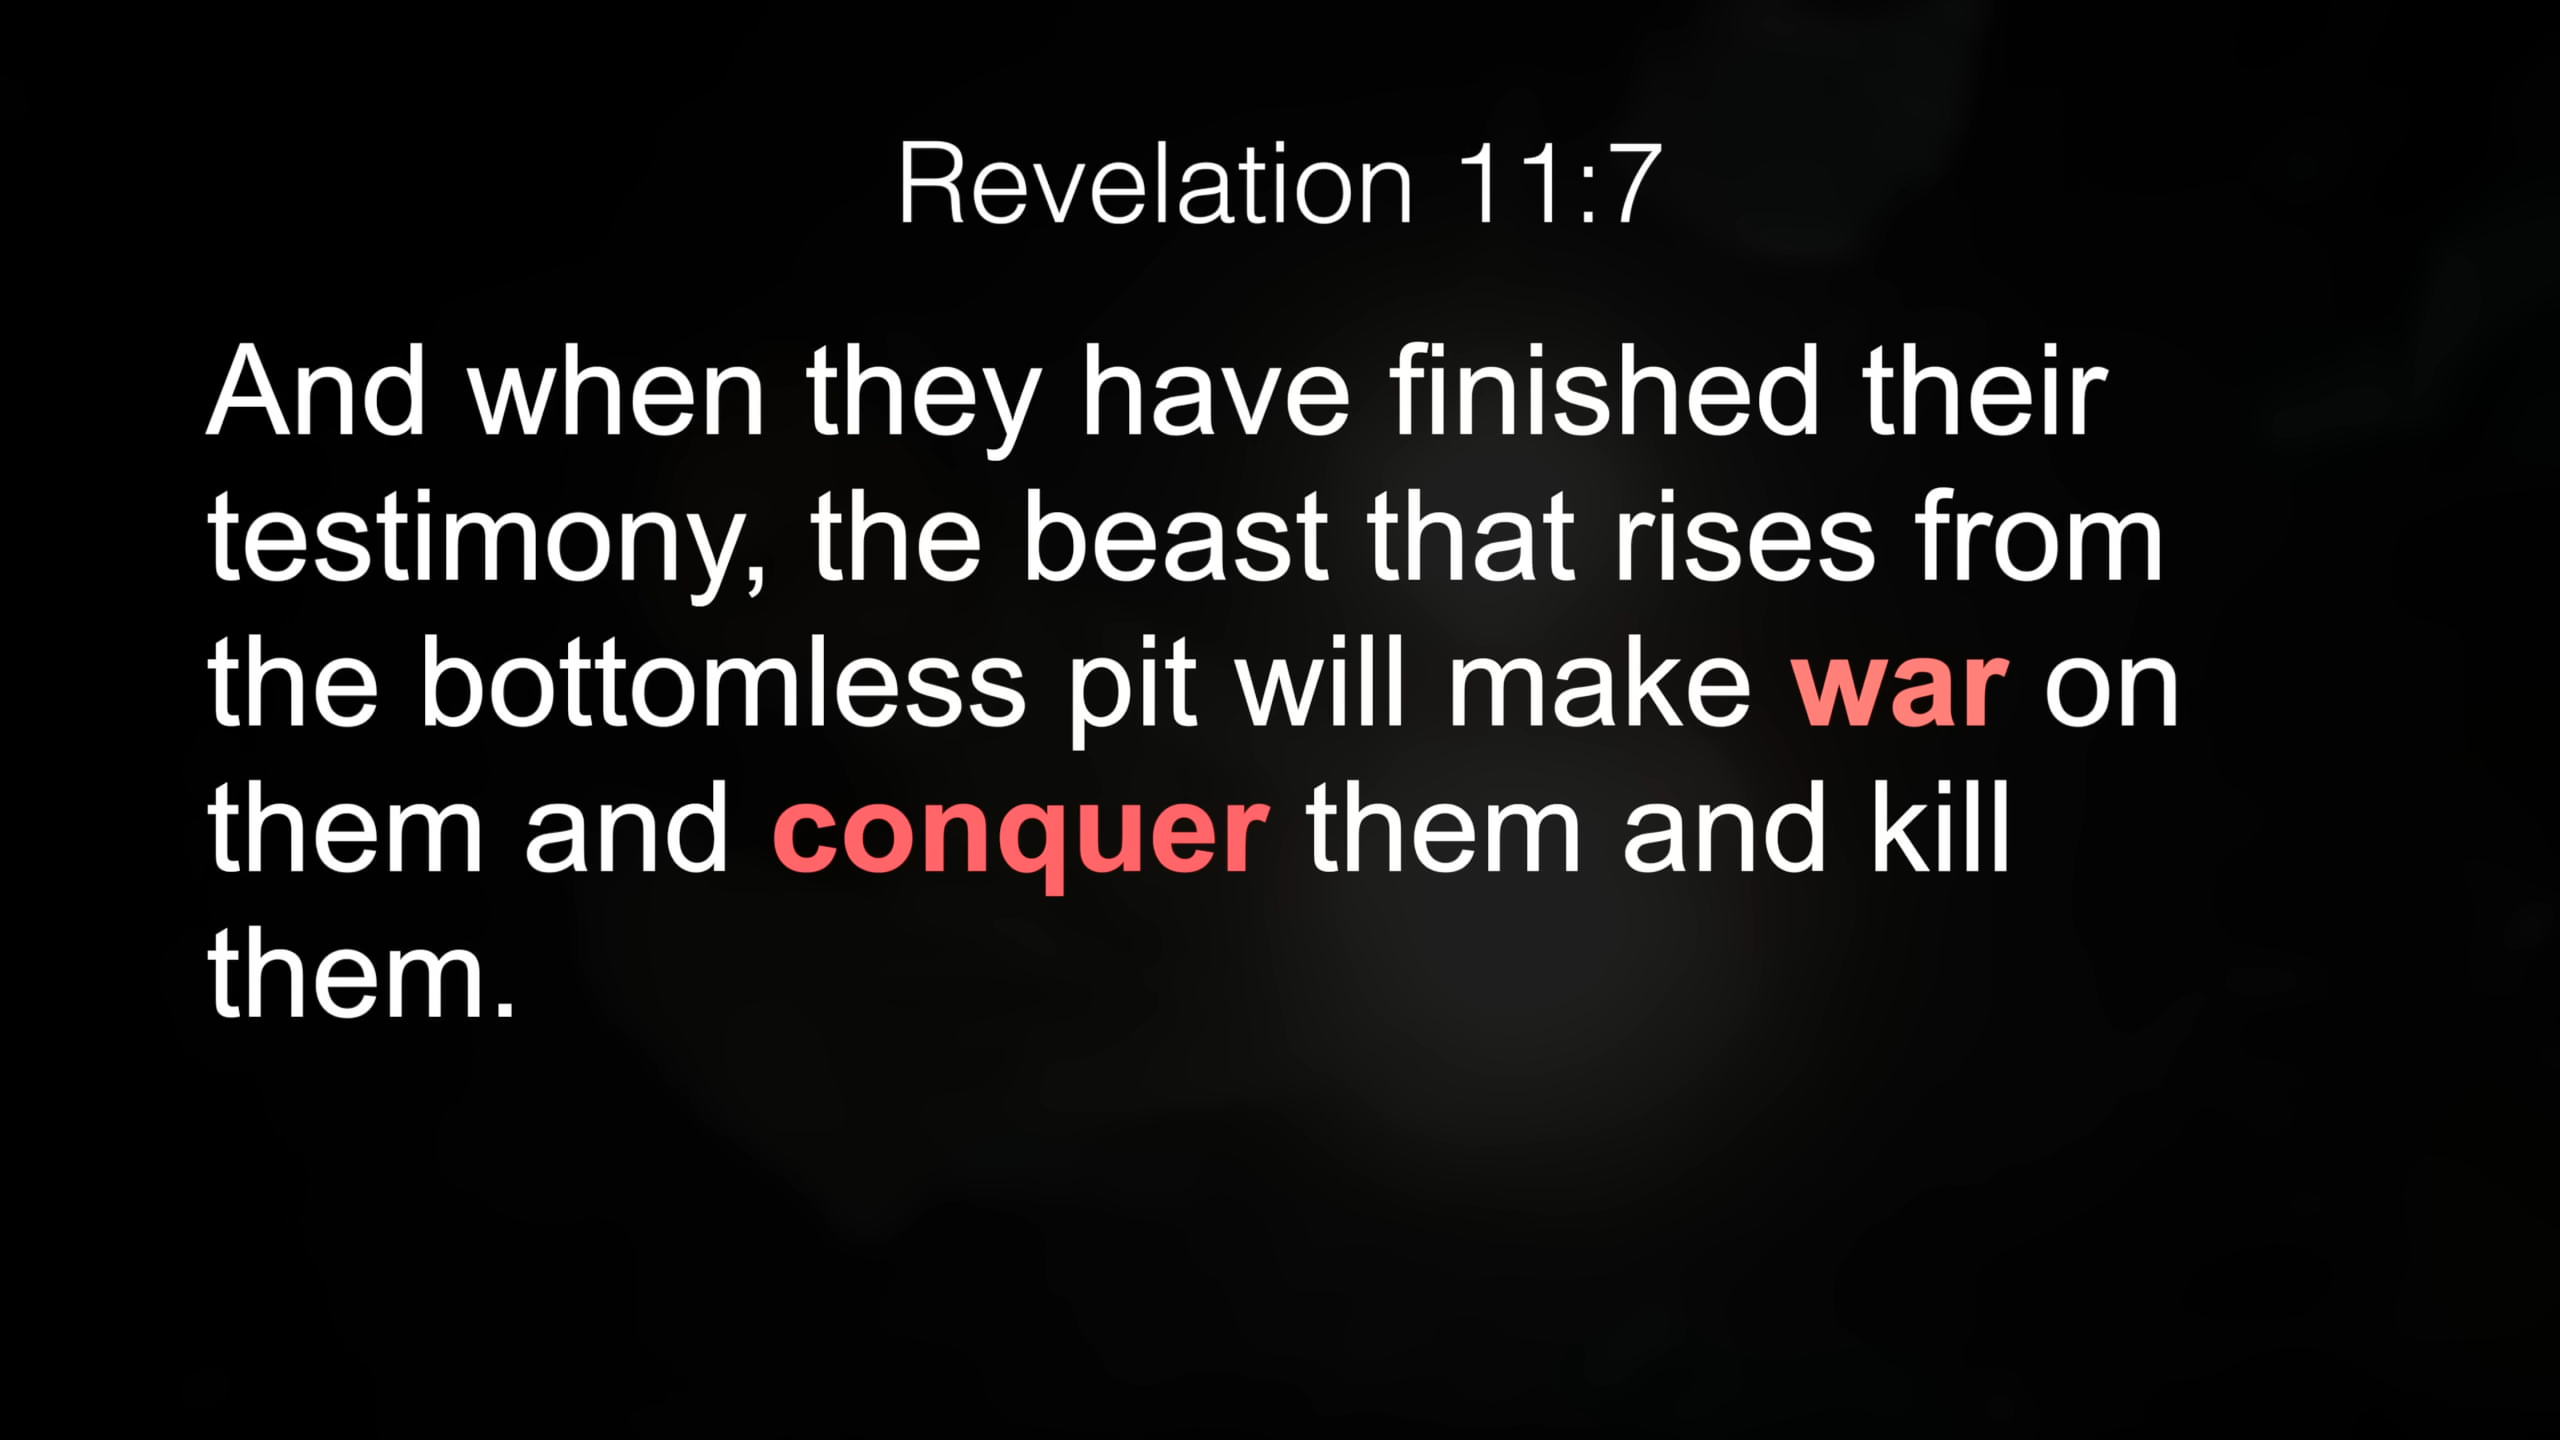 Revelation 11:7
And when they have finished their
testimony, the beast that rises from
the bottomless pit will make war on
them and conquer them and kill
them.